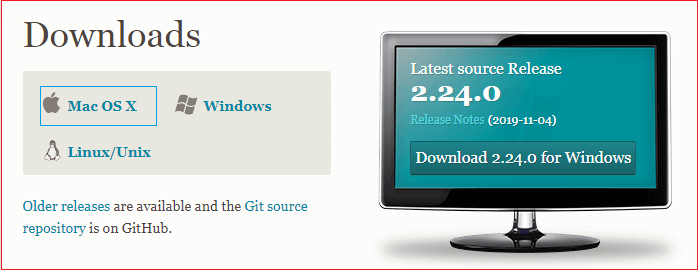 Downloads
Mac OS X
Windows
Linux/Unix
Older releases are available and the Git source
repository is on GitHub.
Latest source Release
2.24.0
Release Notes (2019-11-04)
Download 2.24.0 for Windows